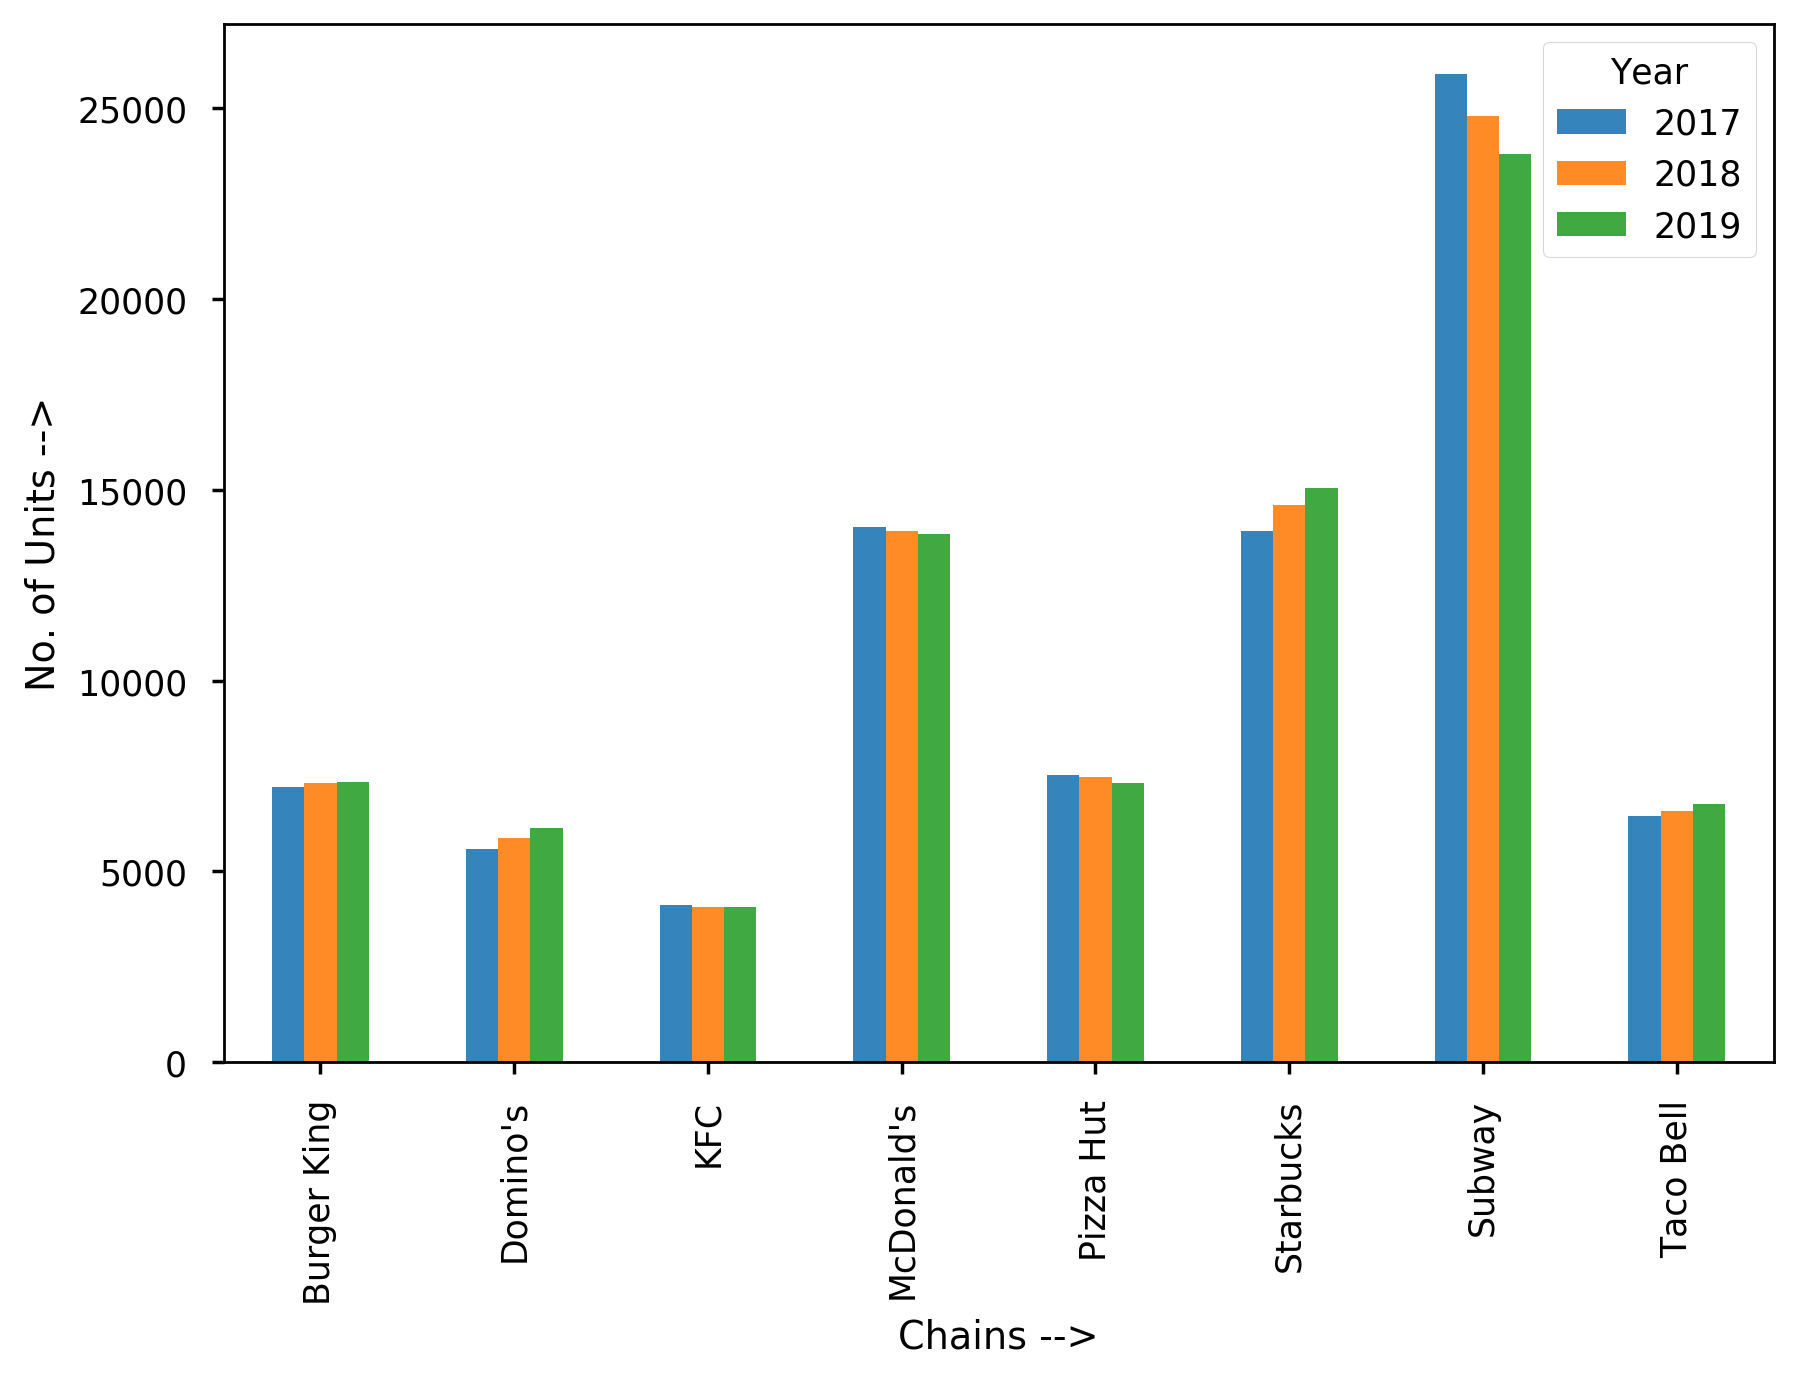 Year
2017
2018
2019
25000
20000
15000
10000
5000
0
No. of Units -->
Burger King
Domino's
KFC
McDonald's
Pizza Hut
Starbucks
Subway
Taco Bell
Chains -->